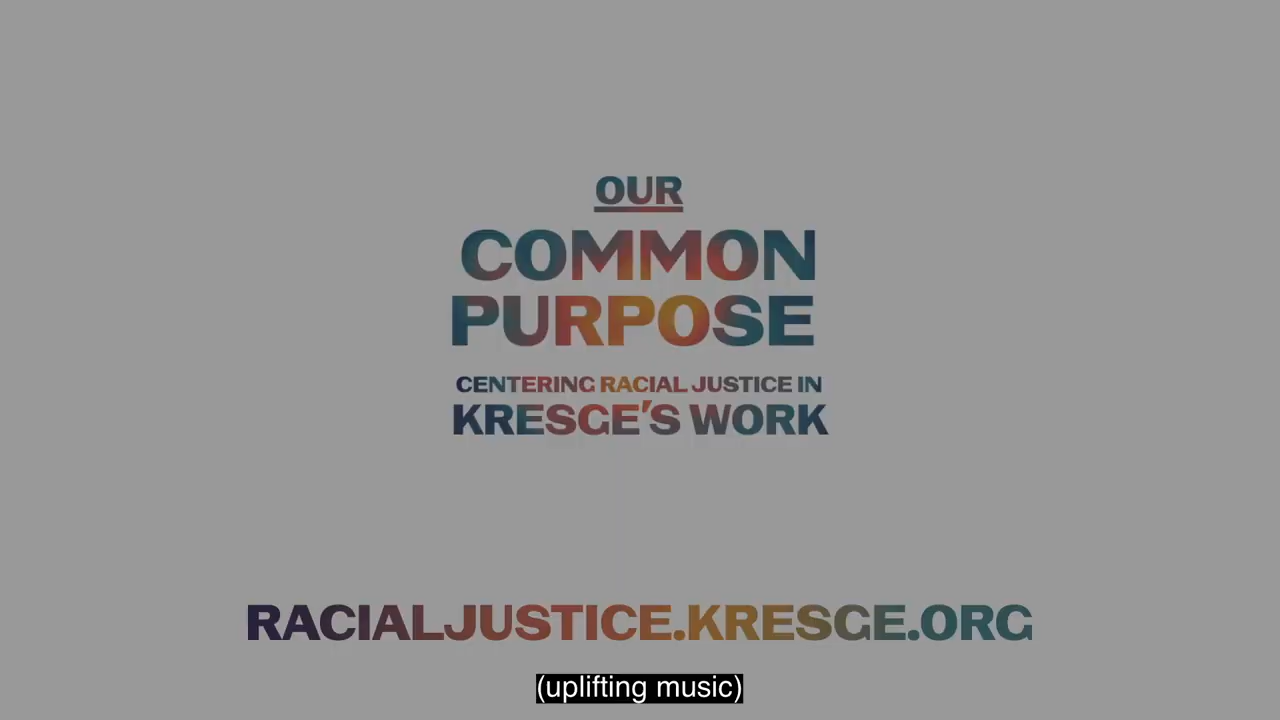 OUR
COMMON
PURPOSE
CENTERING RACIAL JUSTICE IN
KRESGE'S WORK
RACIALJUSTICE.KRESGE.ORG
(uplifting music)